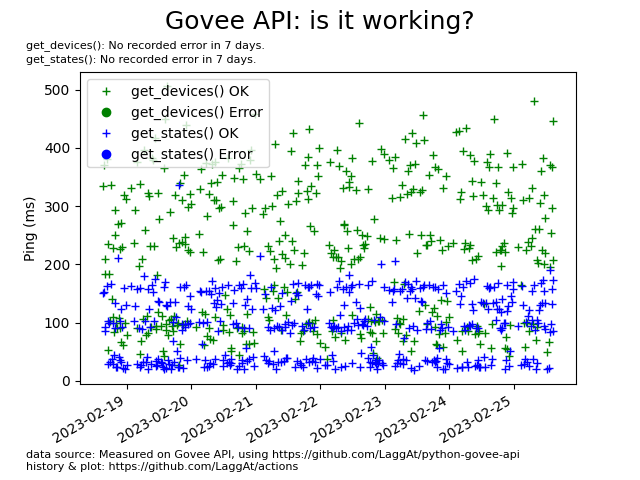 Govee API: is it working?
get_devices(): No recorded error in 7 days.
get_states(): No recorded error in 7 days.
get_devices() OK
get_devices() Error
get_states() OK
get_states() Error
Ping (ms)
500
400
300
200
100
0
2023-02-19
2023-02-20
2023-02-21
2023-02-22
2023-02-23
2023-02-24
2023-02-25
data source: Measured on Govee API, using https://github.com/LaggAt/python-govee-api
history & plot: https://github.com/LaggAt/actions